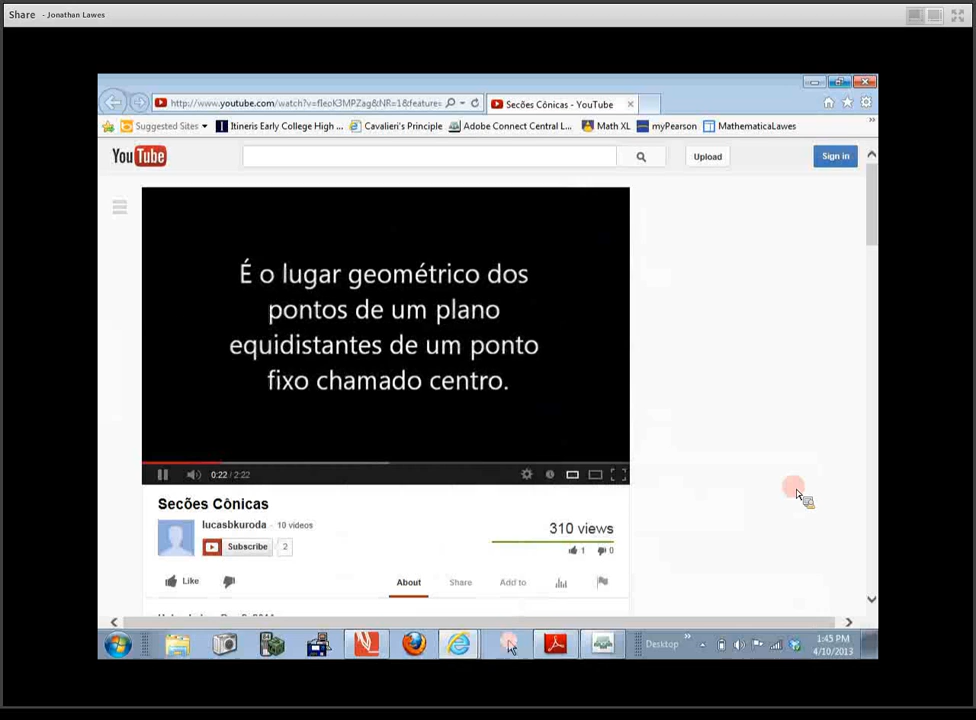 Share - Jonathan Lawes
http://www.youtube.com/watch?v=fleoK3MPZag&NR=1&feature=
Secões Cônicas - YouTube
Suggested Sites
Itineris Early College High ...
Cavalieri's Principle
Adobe Connect Central L...
Math XL
myPearson
MathematicaLawes
YouTube
Upload
Sign in
É o lugar geométrico dos
pontos de um plano
equidistantes de um ponto
fixo chamado centro.
0:22 / 2:22
Secões Cônicas
lucasbkuroda - 10 videos
Subscribe 2
310 views
1 0
Like
About
Share
Add to
Desktop
1:45 PM
4/10/2013